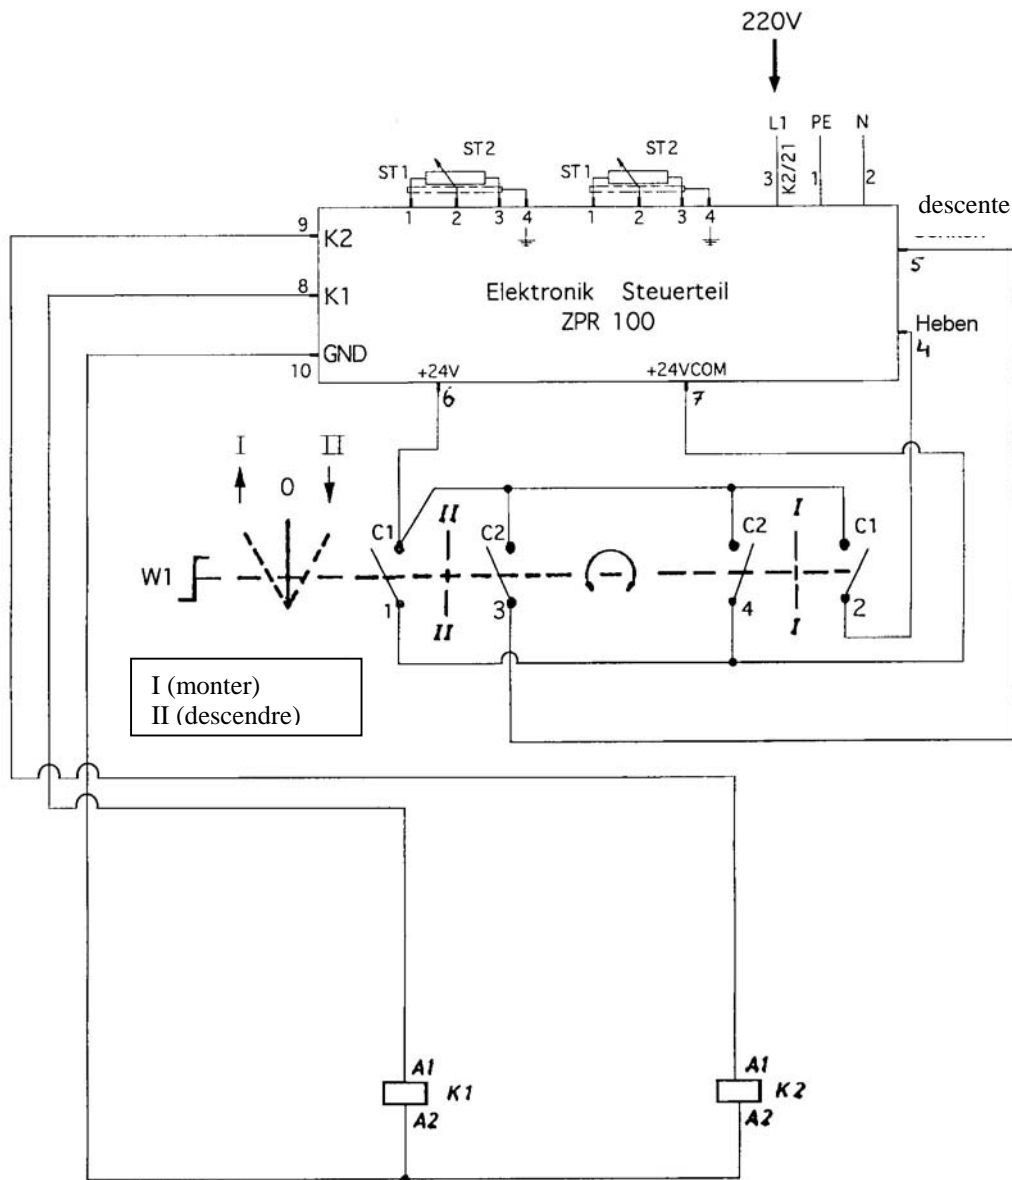 220V
L1 PE N
3 K2/21 1 2
ST1 ST2 ST1 ST2
1 2 3 4 1 2 3 4
descente
9 K2
5
8 K1
Elektronik Steuerteil
ZPR 100
Heben
4
GND
10
+24V +24VCOM
6 7
I II
0
C1 II C2 C2 I C1
W1
1 II 3 4 I 2
I (monter)
II (descendre)
A1 A1
K1 K2
A2 A2